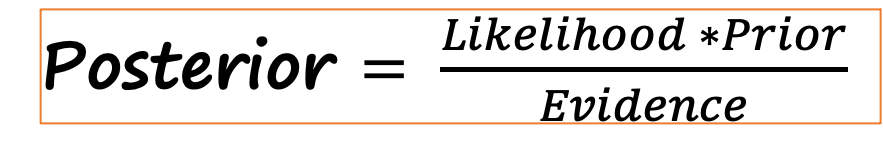 Posterior = Likelihood *Prior
Evidence